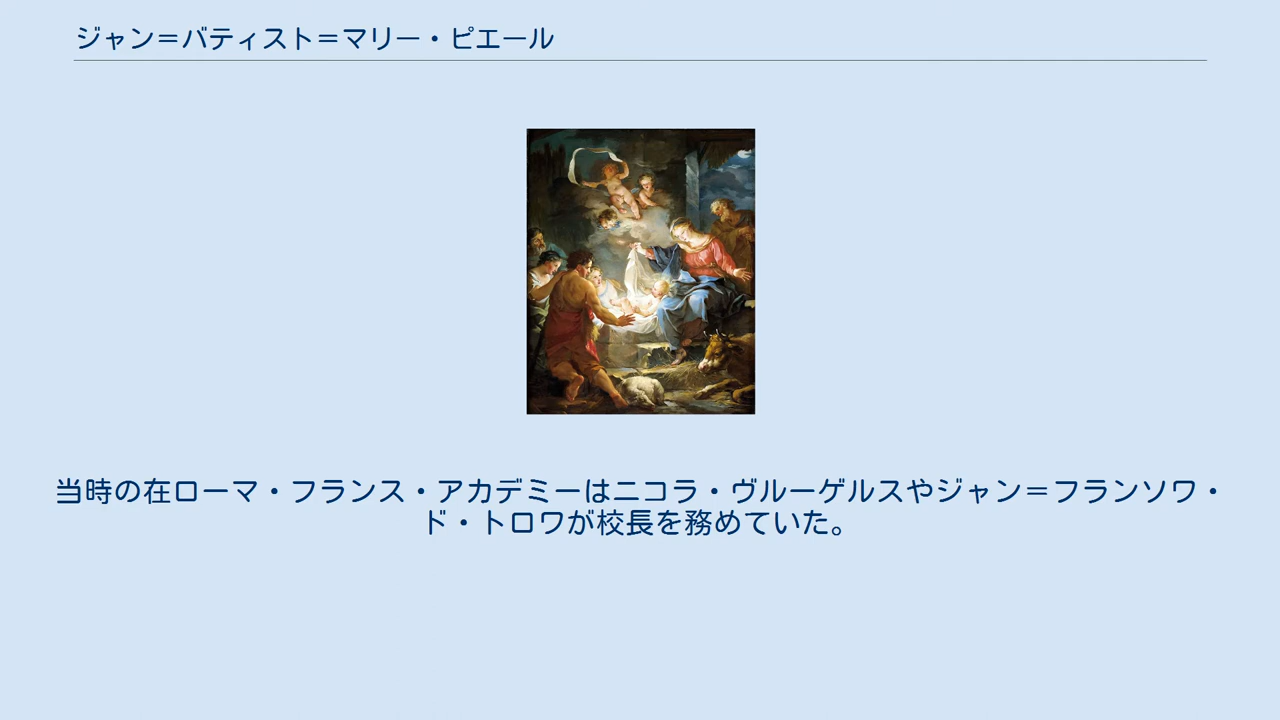 ジャン＝バティスト＝マリー・ピエール
当時の在ローマ・フランス・アカデミーはニコラ・ヴルーゲルスやジャン＝フランソワ・
ド・トロワが校長を務めていた。